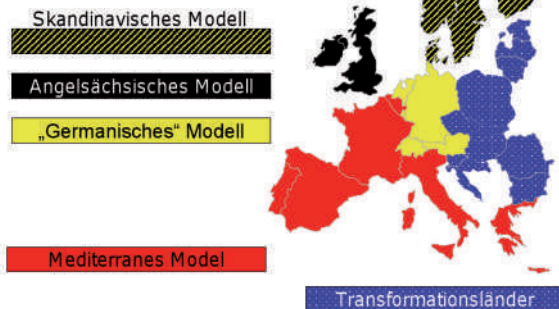 Skandinavisches Modell
Angelsächsisches Modell
„Germanisches“ Modell
Mediterranes Model
Transformationsländer